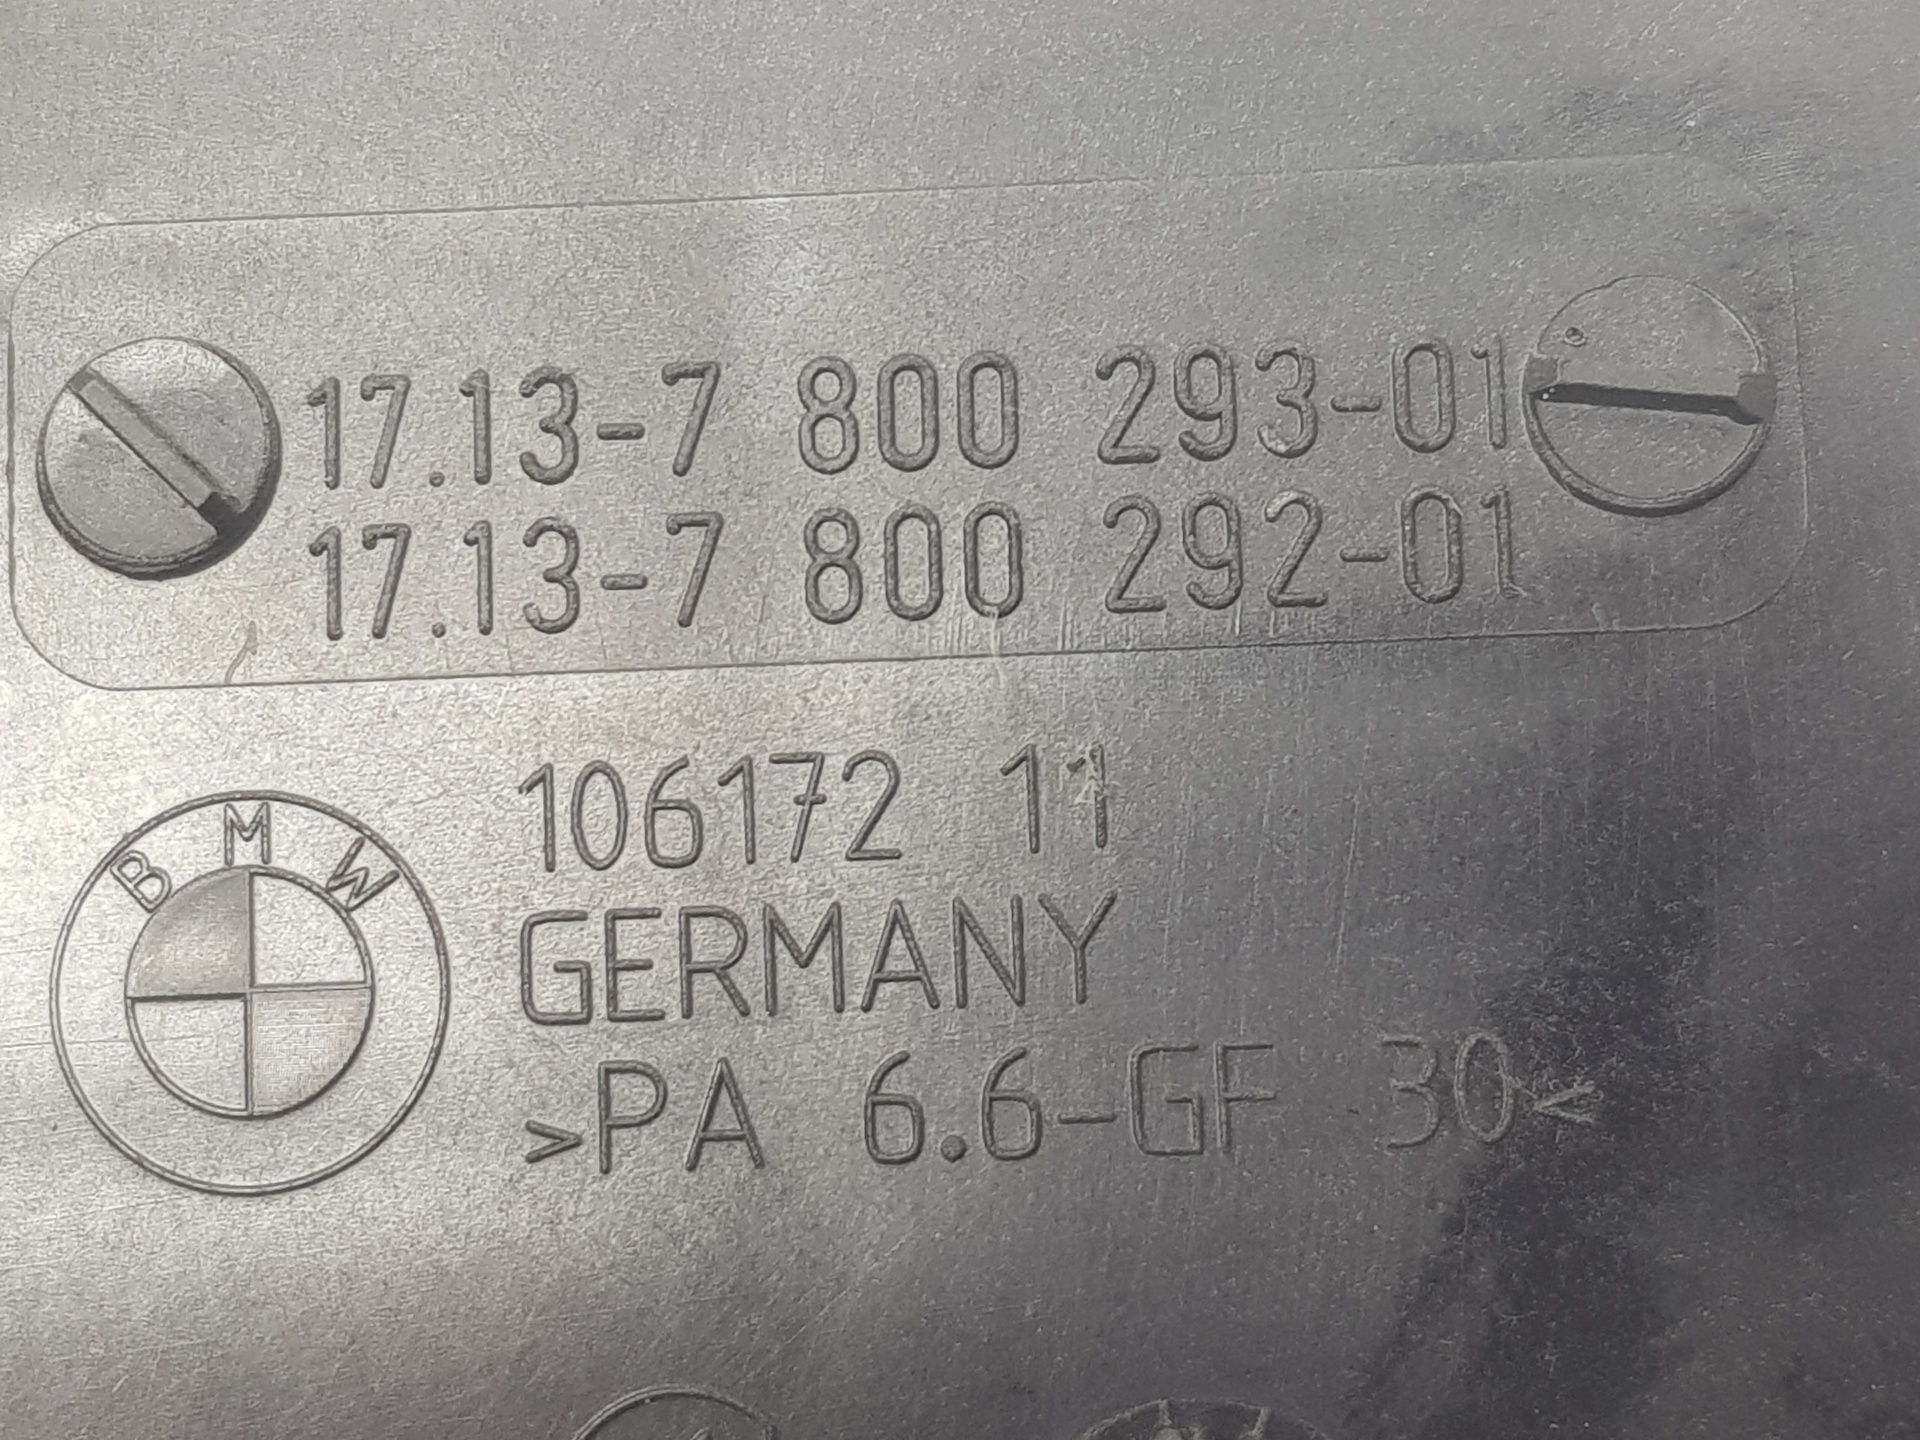 17.13-7 800 293-01
17.13-7 800 292-01
106172 11
BMW
GERMANY
>PA 6.6-GF 30<